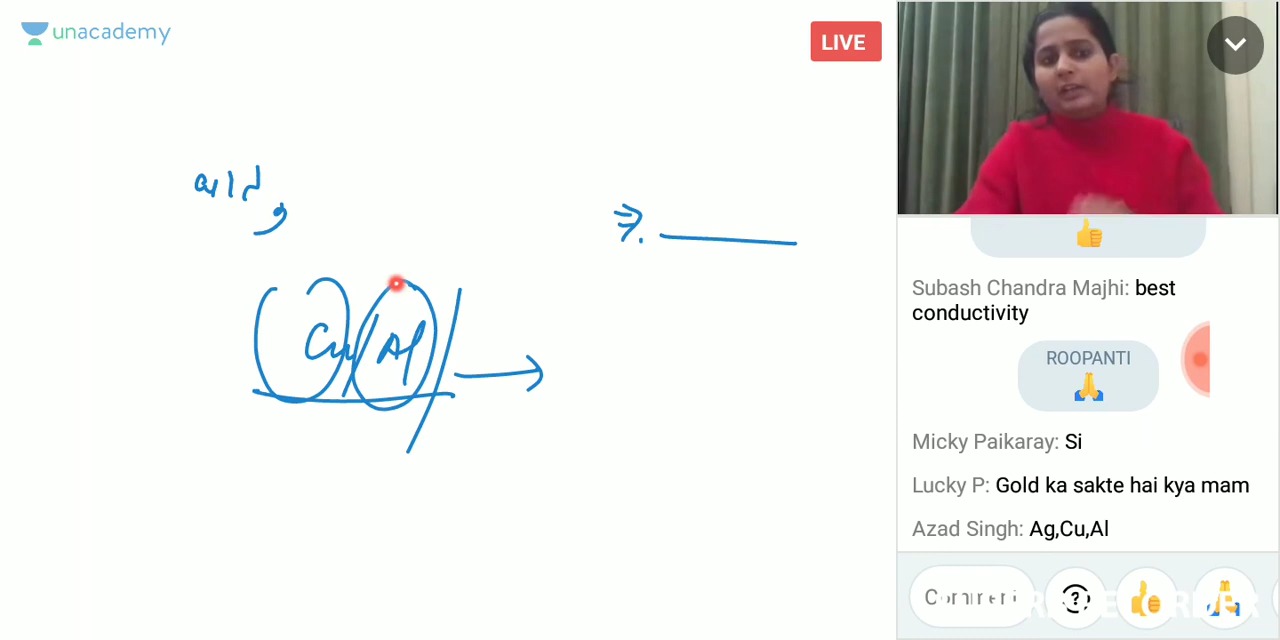 unacademy
LIVE
Cu/Al
Subash Chandra Majhi: best
conductivity
ROOPANTI
Micky Paikaray: Si
Lucky P: Gold ka sakte hai kya mam
Azad Singh: Ag,Cu,Al
Comment